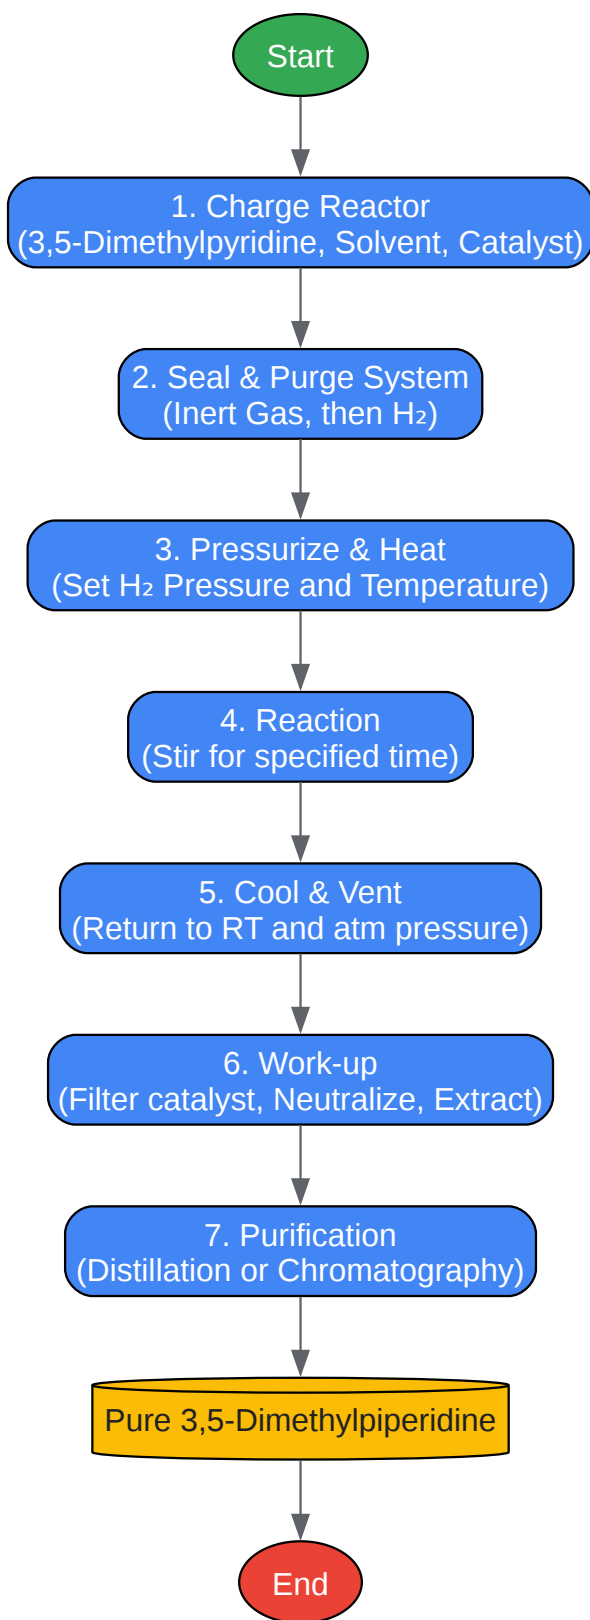 Start
1. Charge Reactor
(3,5-Dimethylpyridine, Solvent, Catalyst)
2. Seal & Purge System
(Inert Gas, then H₂)
3. Pressurize & Heat
(Set H₂ Pressure and Temperature)
4. Reaction
(Stir for specified time)
5. Cool & Vent
(Return to RT and atm pressure)
6. Work-up
(Filter catalyst, Neutralize, Extract)
7. Purification
(Distillation or Chromatography)
Pure 3,5-Dimethylpiperidine
End